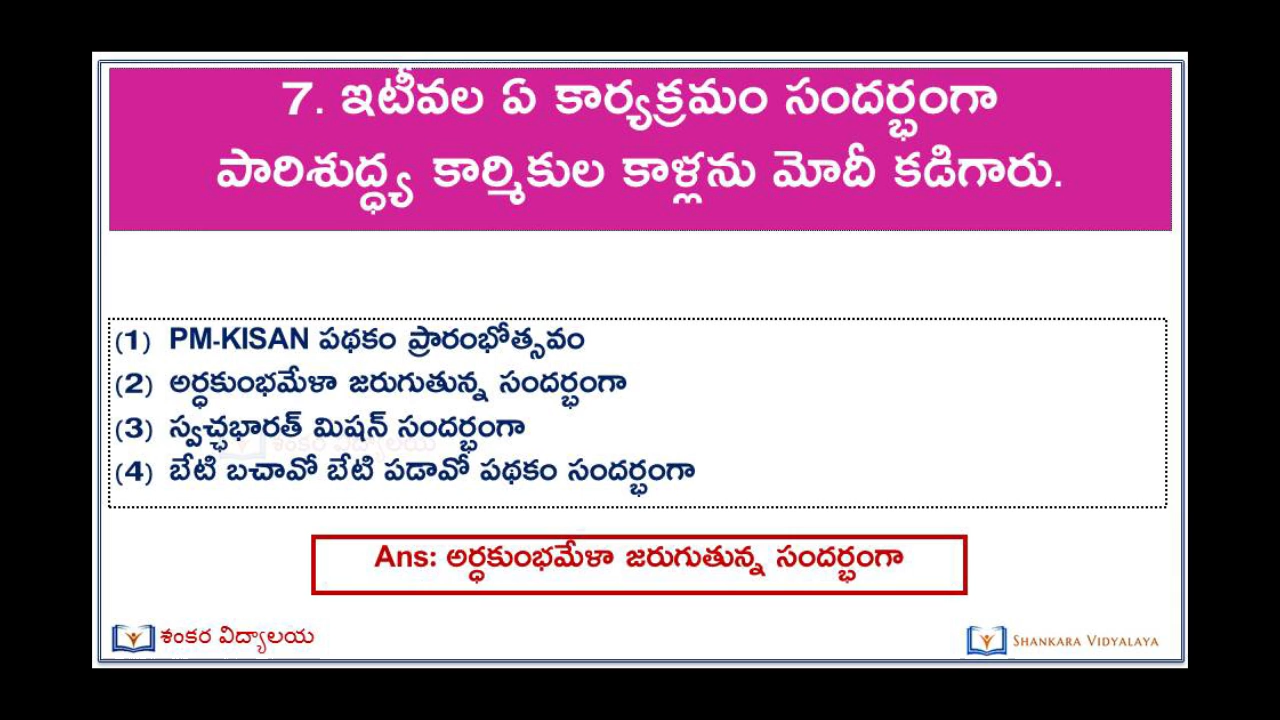 7. ఇటీవల ఏ కార్యక్రమం సందర్భంగా
పారిశుద్ధ్య కార్మికుల కాళ్లను మోదీ కడిగారు.
(1) PM-KISAN పథకం ప్రారంభోత్సవం
(2) అర్ధకుంభమేళా జరుగుతున్న సందర్భంగా
(3) స్వచ్ఛభారత్ మిషన్ సందర్భంగా
శంకర విద్యాలయ
(4) బేటి బచావో బేటి పడావో పథకం సందర్భంగా
Ans: అర్ధకుంభమేళా జరుగుతున్న సందర్భంగా
శంకర విద్యాలయ
SHANKARA VIDYALAYA